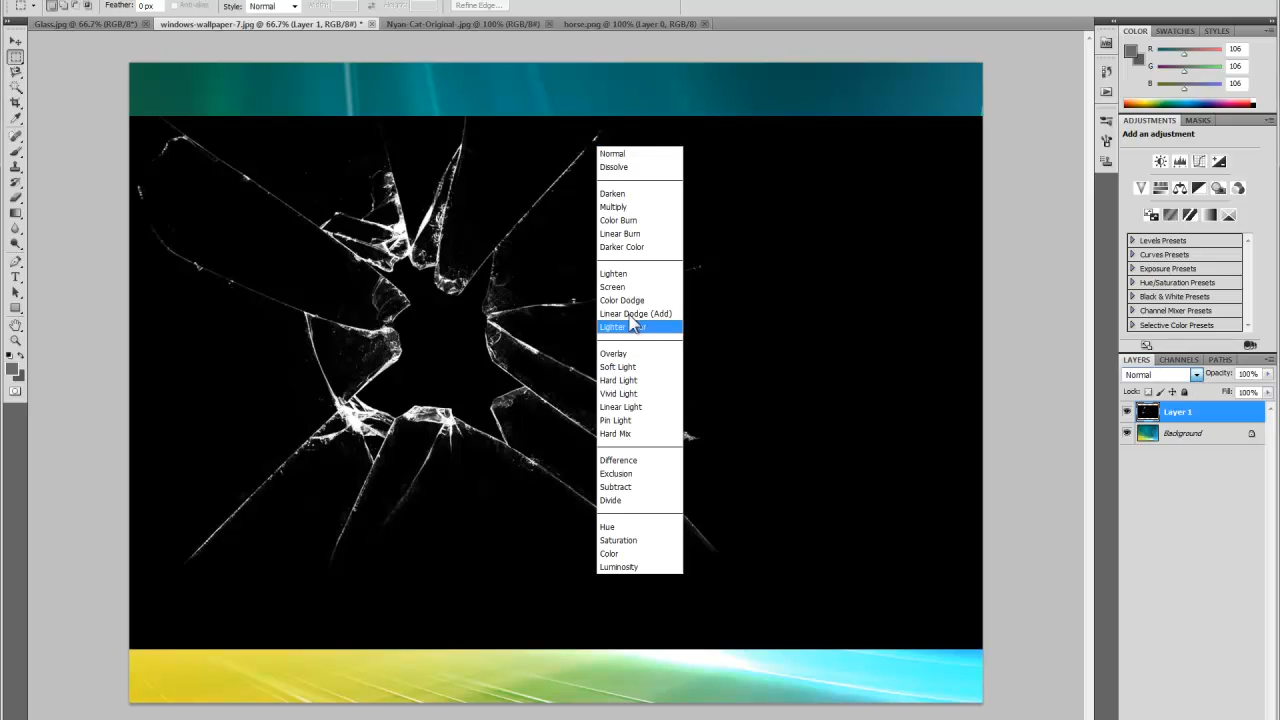 Feather: 0 px Anti-alias Style: Normal Width: Height: Refine Edge...
Glass.jpg @ 66.7% (RGB/8#) * windows-wallpaper-7.jpg @ 66.7% (Layer 1, RGB/8#) * Nyan-Cat-Original-.jpg @ 100% (RGB/8#) horse.png @ 100% (Layer 0, RGB/8)
COLOR SWATCHES STYLES
R 106
G 106
B 106
ADJUSTMENTS MASKS
Add an adjustment
Levels Presets
Curves Presets
Exposure Presets
Hue/Saturation Presets
Black & White Presets
Channel Mixer Presets
Selective Color Presets
LAYERS CHANNELS PATHS
Normal Opacity: 100%
Lock: Fill: 100%
Layer 1
Background
Normal
Dissolve
Darken
Multiply
Color Burn
Linear Burn
Darker Color
Lighten
Screen
Color Dodge
Linear Dodge (Add)
Lighter
Overlay
Soft Light
Hard Light
Vivid Light
Linear Light
Pin Light
Hard Mix
Difference
Exclusion
Subtract
Divide
Hue
Saturation
Color
Luminosity